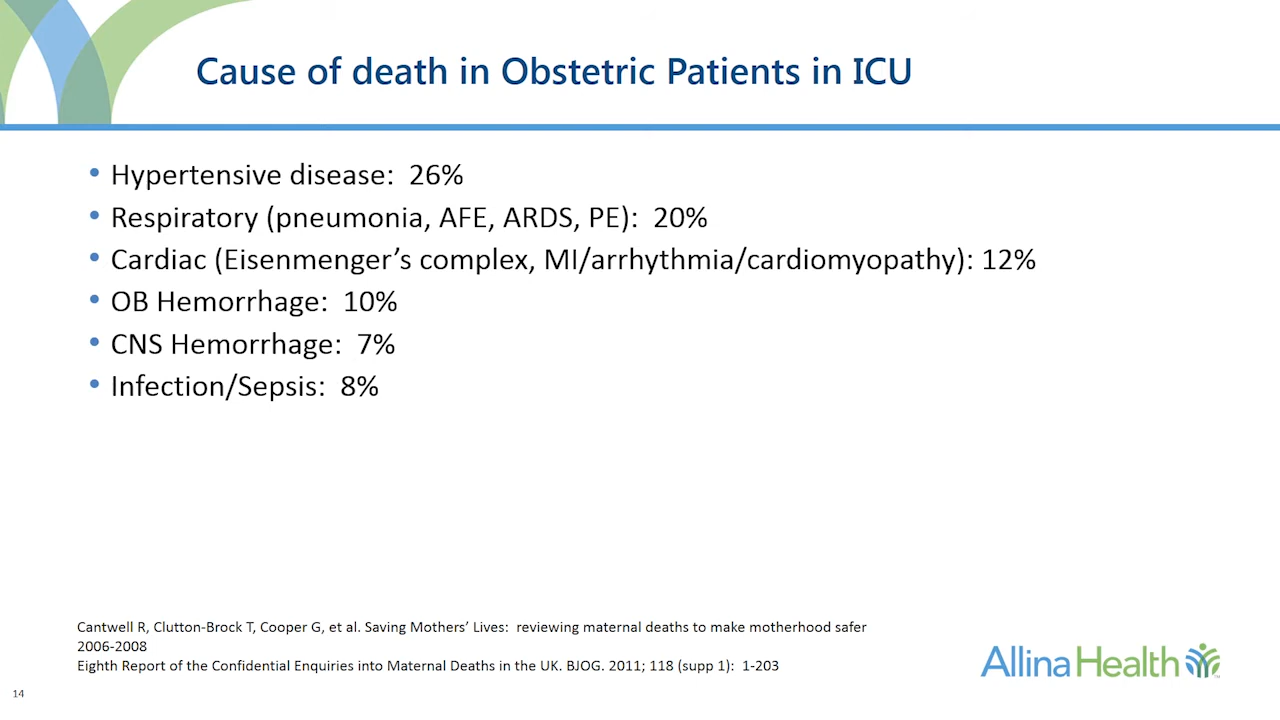 Cause of death in Obstetric Patients in ICU
• Hypertensive disease:  26%
• Respiratory (pneumonia, AFE, ARDS, PE):  20%
• Cardiac (Eisenmenger’s complex, MI/arrhythmia/cardiomyopathy): 12%
• OB Hemorrhage:  10%
• CNS Hemorrhage:  7%
• Infection/Sepsis:  8%
Cantwell R, Clutton-Brock T, Cooper G, et al. Saving Mothers’ Lives:  reviewing maternal deaths to make motherhood safer
2006-2008
Eighth Report of the Confidential Enquiries into Maternal Deaths in the UK. BJOG. 2011; 118 (supp 1):  1-203
Allina Health
14